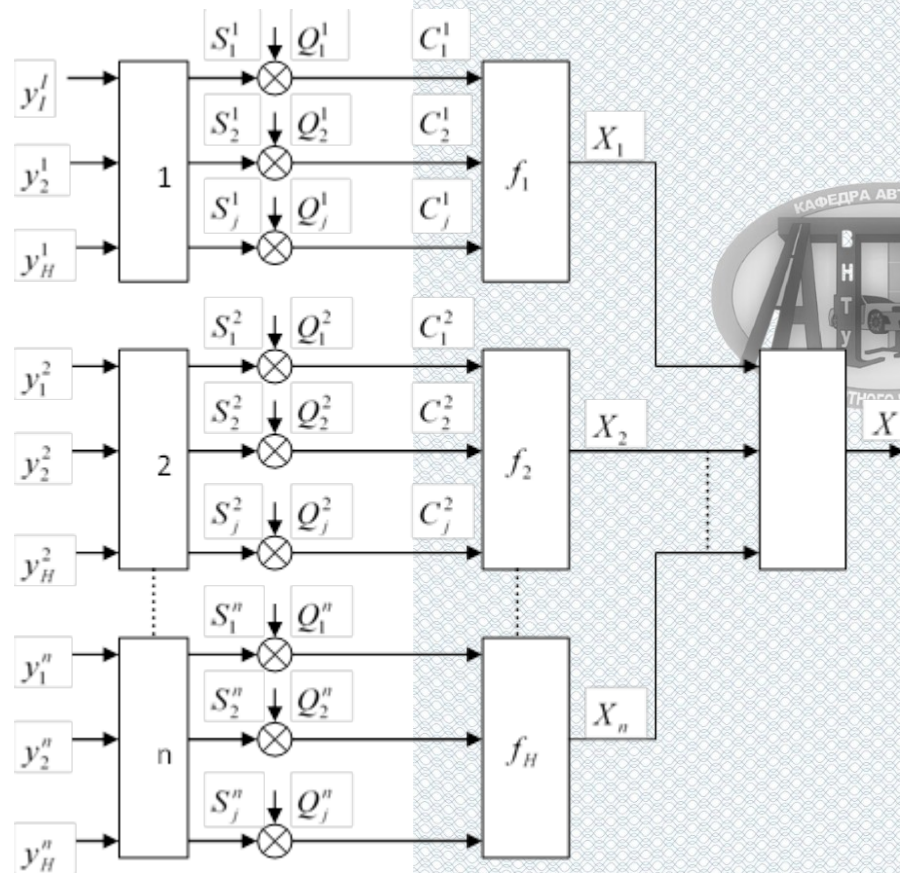 S_1^1 Q_1^1 C_1^1
y_I^I
S_2^1 Q_2^1 C_2^1
X_1
y_2^1 1 f_1
S_j^1 Q_j^1 C_j^1
КАФЕДРА АВТ
y_H^1
В
Н
Т
У
S_1^2 Q_1^2 C_1^2
y_1^2
ТНОГО
S_2^2 Q_2^2 C_2^2 X_2 X
y_2^2 2 f_2
S_j^2 Q_j^2 C_j^2
y_H^2
S_1^n Q_1^n
y_1^n
S_2^n Q_2^n X_n
y_2^n n f_H
S_j^n Q_j^n
y_H^n